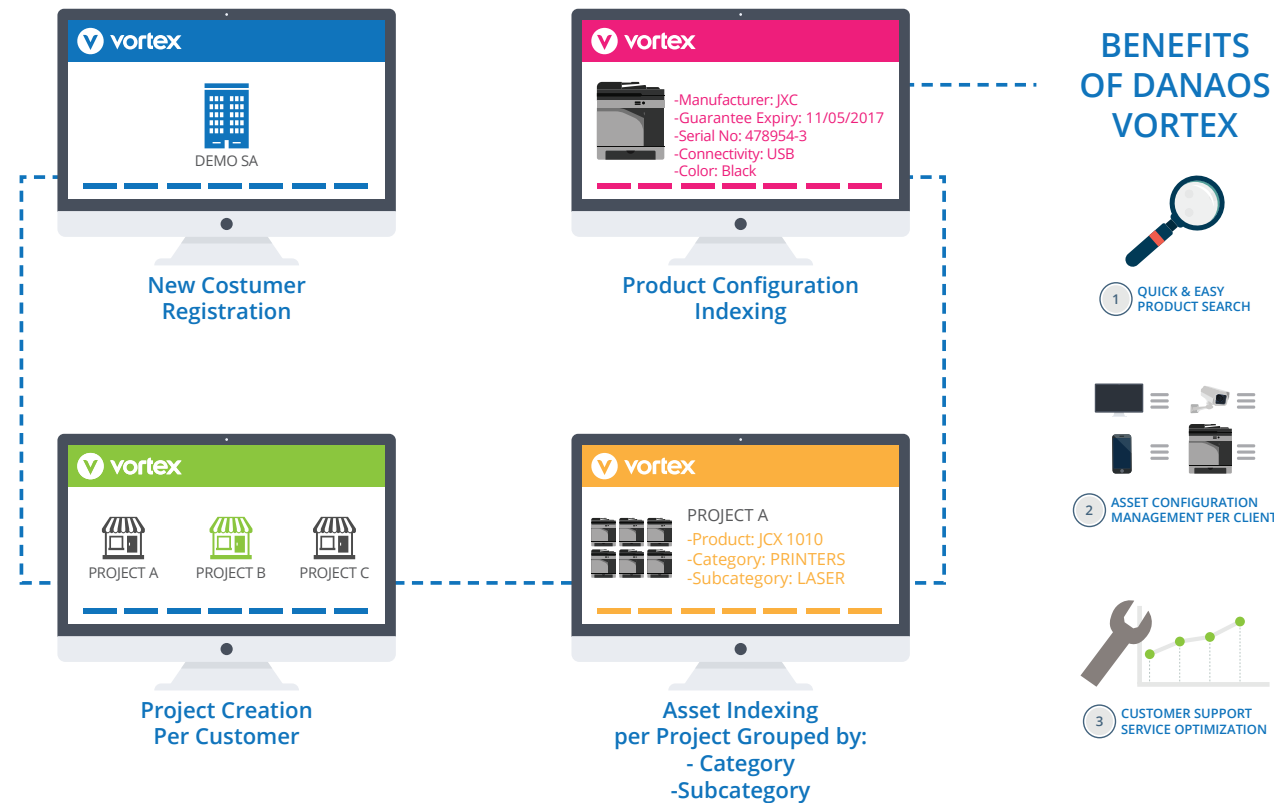 vortex
DEMO SA
New Costumer
Registration
vortex
-Manufacturer: JXC
-Guarantee Expiry: 11/05/2017
-Serial No: 478954-3
-Connectivity: USB
-Color: Black
Product Configuration
Indexing
vortex
PROJECT A
PROJECT B
PROJECT C
Project Creation
Per Customer
vortex
PROJECT A
-Product: JCX 1010
-Category: PRINTERS
-Subcategory: LASER
Asset Indexing
per Project Grouped by:
- Category
-Subcategory
BENEFITS
OF DANAOS
VORTEX
1
QUICK & EASY
PRODUCT SEARCH
2
ASSET CONFIGURATION
MANAGEMENT PER CLIENT
3
CUSTOMER SUPPORT
SERVICE OPTIMIZATION